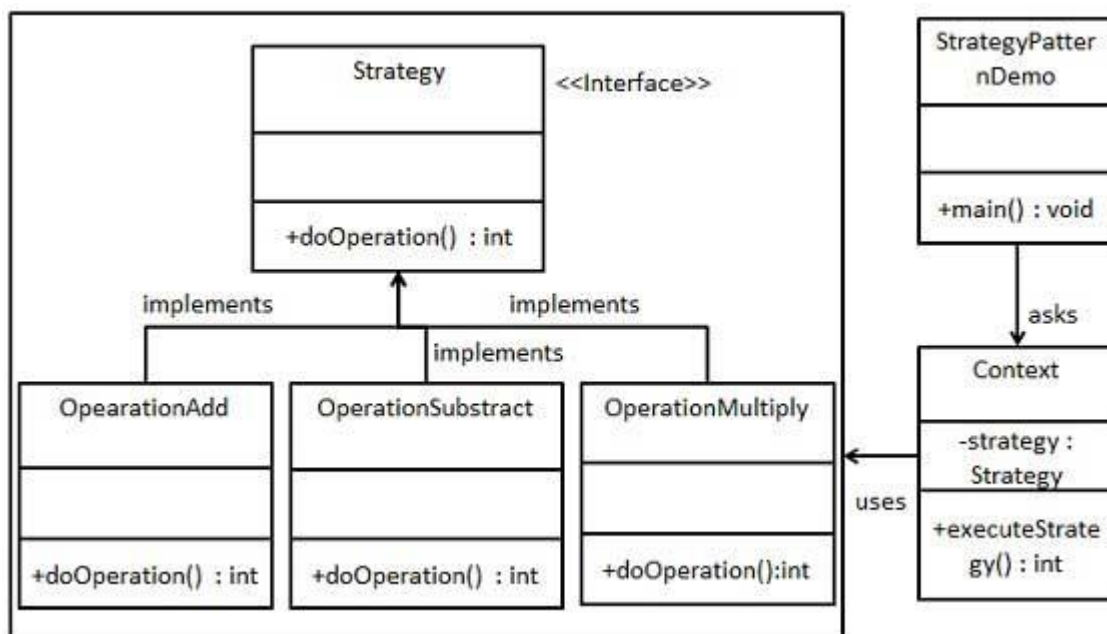 Strategy
<<Interface>>
+doOperation() : int
implements
implements
implements
OpearationAdd
+doOperation() : int
OperationSubstract
+doOperation() : int
OperationMultiply
+doOperation():int
StrategyPatter
nDemo
+main() : void
asks
Context
-strategy :
Strategy
+executeStrate
gy() : int
uses